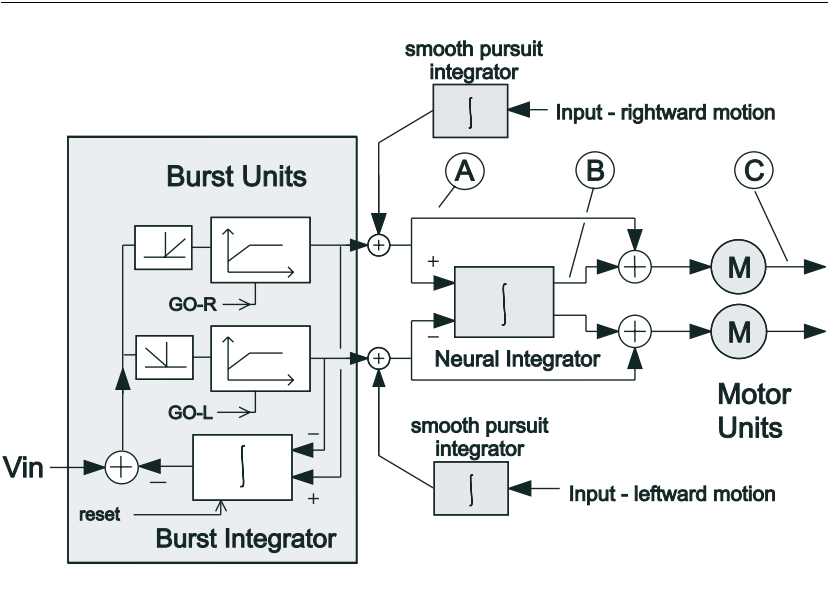 smooth pursuit
integrator
∫
Input - rightward motion
A
B
C
Burst Units
+
+
GO-R
∫
+
M
+
+
M
−
GO-L
Neural Integrator
Motor
Units
smooth pursuit
integrator
−
∫
Vin
+
−
+
∫
Input - leftward motion
reset
Burst Integrator